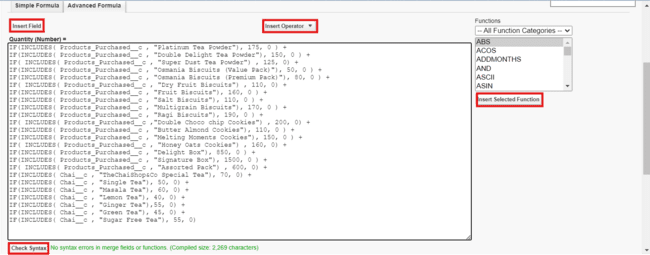 Simple Formula Advanced Formula
Insert Field Insert Operator
Functions
-- All Function Categories --
Quantity (Number) =
ABS
ACOS
ADDMONTHS
AND
ASCII
ASIN
Insert Selected Function
IF(INCLUDES( Products_Purchased__c , "Platinum Tea Powder"), 175, 0 ) +
IF(INCLUDES( Products_Purchased__c , "Double Delight Tea Powder"), 150, 0 ) +
IF( INCLUDES( Products_Purchased__c , "Super Dust Tea Powder") , 125, 0) +
IF(INCLUDES( Products_Purchased__c , "Osmania Biscuits (Value Pack)"), 50, 0 ) +
IF(INCLUDES( Products_Purchased__c , "Osmania Biscuits (Premium Pack)"), 80, 0 ) +
IF( INCLUDES( Products_Purchased__c , "Dry Fruit Biscuits") , 110, 0) +
IF(INCLUDES( Products_Purchased__c , "Fruit Biscuits"), 160, 0 ) +
IF(INCLUDES( Products_Purchased__c , "Salt Biscuits"), 110, 0 ) +
IF(INCLUDES( Products_Purchased__c , "Multigrain Biscuits"), 170, 0 ) +
IF(INCLUDES( Products_Purchased__c , "Ragi Biscuits"), 190, 0 ) +
IF( INCLUDES( Products_Purchased__c , "Double Choco chip Cookies") , 200, 0) +
IF(INCLUDES( Products_Purchased__c , "Butter Almond Cookies"), 110, 0 ) +
IF(INCLUDES( Products_Purchased__c , "Melting Moments Cookies"), 150, 0 ) +
IF( INCLUDES( Products_Purchased__c , "Honey Oats Cookies") , 160, 0) +
IF(INCLUDES( Products_Purchased__c , "Delight Box"), 850, 0 ) +
IF(INCLUDES( Products_Purchased__c , "Signature Box"), 1500, 0 ) +
IF( INCLUDES( Products_Purchased__c , "Assorted Pack") , 600, 0) +
IF(INCLUDES( Chai__c , "TheChaiShop&Co Special Tea"), 70, 0) +
IF(INCLUDES( Chai__c , "Single Tea"), 50, 0) +
IF(INCLUDES( Chai__c , "Masala Tea"), 60, 0) +
IF(INCLUDES( Chai__c , "Lemon Tea"), 40, 0) +
IF(INCLUDES( Chai__c , "Ginger Tea"),55, 0) +
IF(INCLUDES( Chai__c , "Green Tea"), 45, 0) +
IF(INCLUDES( Chai__c , "Sugar Free Tea"), 55, 0)
Check Syntax No syntax errors in merge fields or functions. (Compiled size: 2,269 characters)